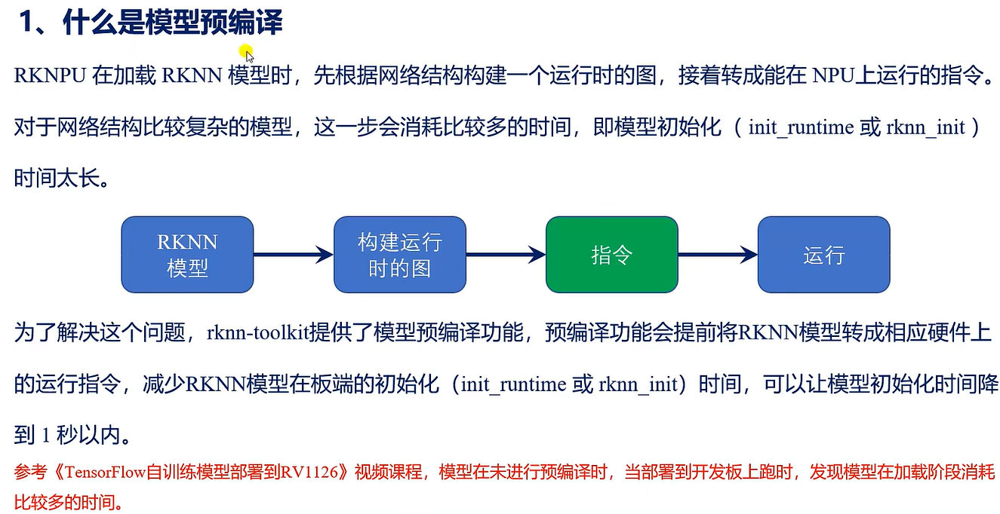 1、什么是模型预编译
RKNPU 在加载 RKNN 模型时，先根据网络结构构建一个运行时的图，接着转成能在 NPU上运行的指令。
对于网络结构比较复杂的模型，这一步会消耗比较多的时间，即模型初始化（ init_runtime 或 rknn_init ）
时间太长。
RKNN
模型
构建运行
时的图
指令
运行
为了解决这个问题，rknn-toolkit提供了模型预编译功能，预编译功能会提前将RKNN模型转成相应硬件上
的运行指令，减少RKNN模型在板端的初始化（init_runtime 或 rknn_init）时间，可以让模型初始化时间降
到 1 秒以内。
参考《TensorFlow自训练模型部署到RV1126》视频课程，模型在未进行预编译时，当部署到开发板上跑时，发现模型在加载阶段消耗
比较多的时间。